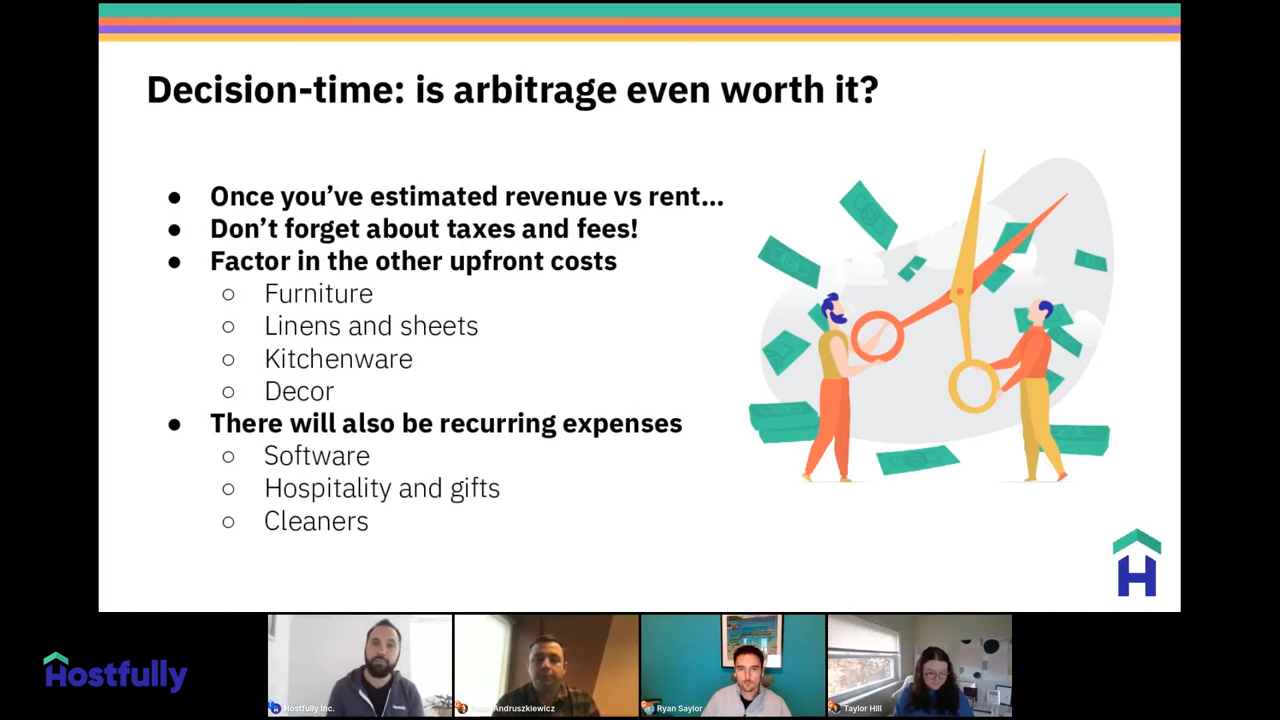 Decision-time: is arbitrage even worth it?
● Once you’ve estimated revenue vs rent...
● Don’t forget about taxes and fees!
● Factor in the other upfront costs
○ Furniture
○ Linens and sheets
○ Kitchenware
○ Decor
● There will also be recurring expenses
○ Software
○ Hospitality and gifts
○ Cleaners
H
Hostfully
Hostfully Inc.
Andruszkiewicz
Ryan Saylor
Taylor Hill